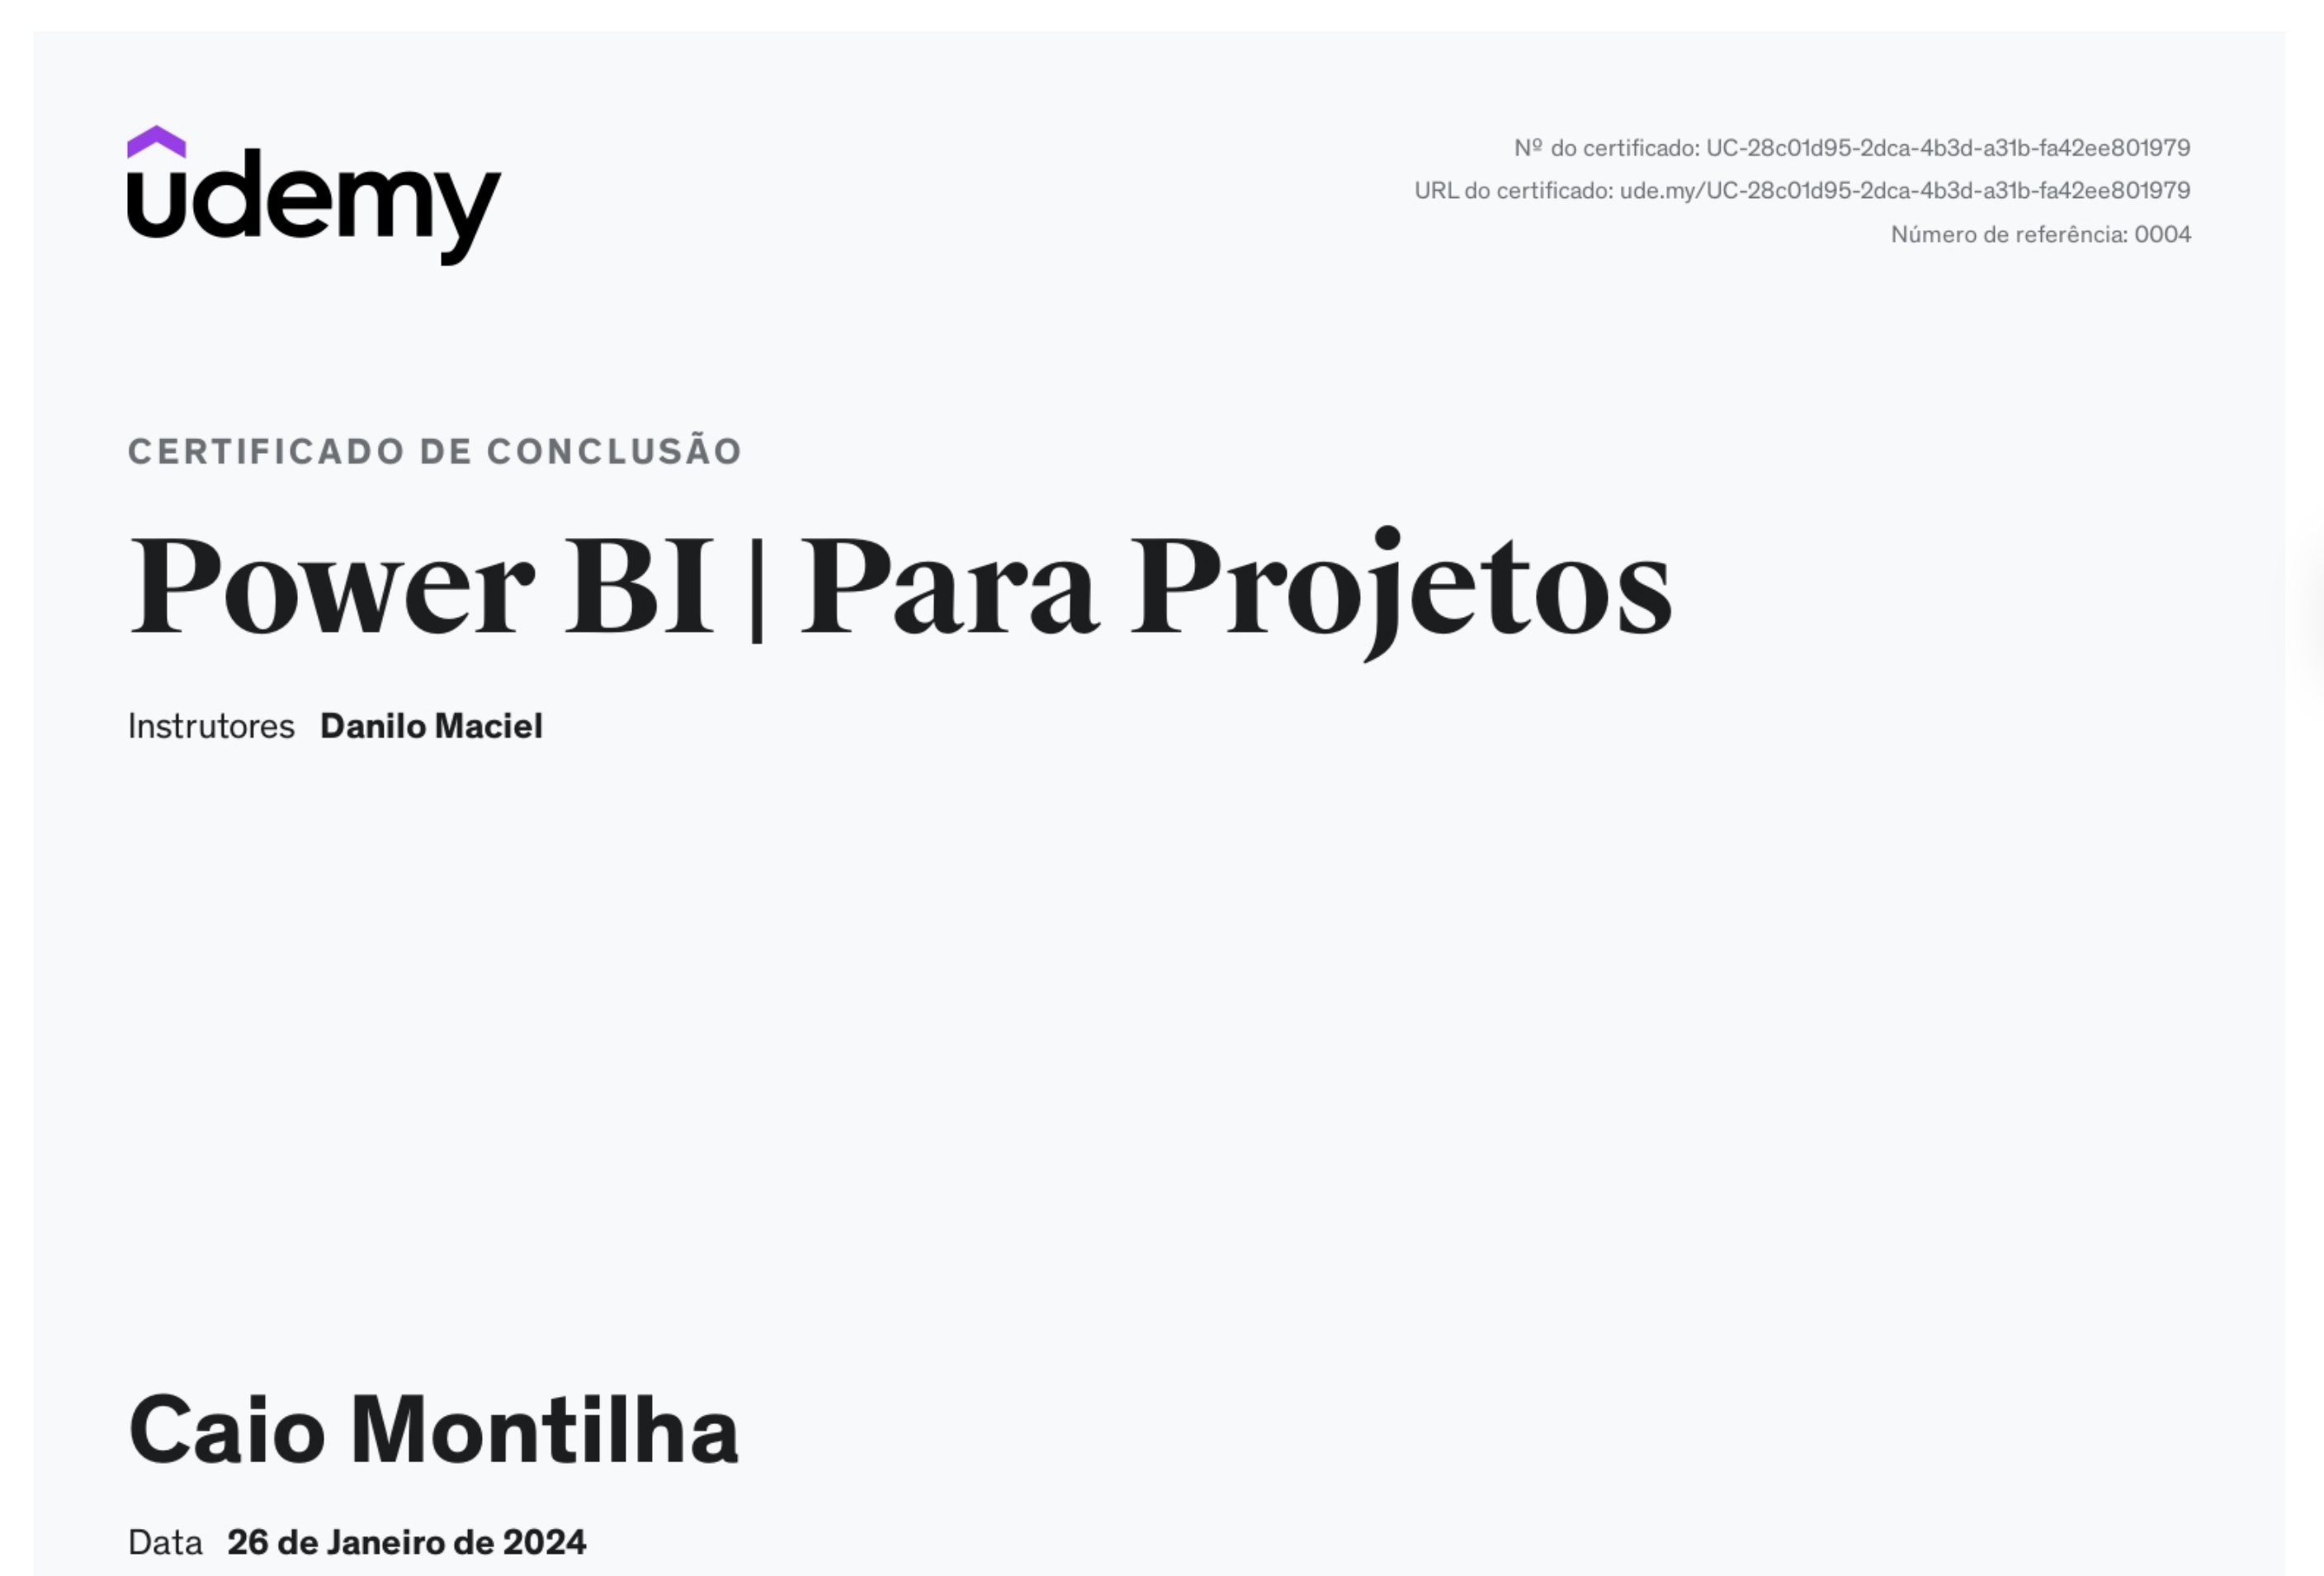 udemy
Nº do certificado: UC-28c01d95-2dca-4b3d-a31b-fa42ee801979
URL do certificado: ude.my/UC-28c01d95-2dca-4b3d-a31b-fa42ee801979
Número de referência: 0004
CERTIFICADO DE CONCLUSÃO
Power BI | Para Projetos
Instrutores Danilo Maciel
Caio Montilha
Data 26 de Janeiro de 2024